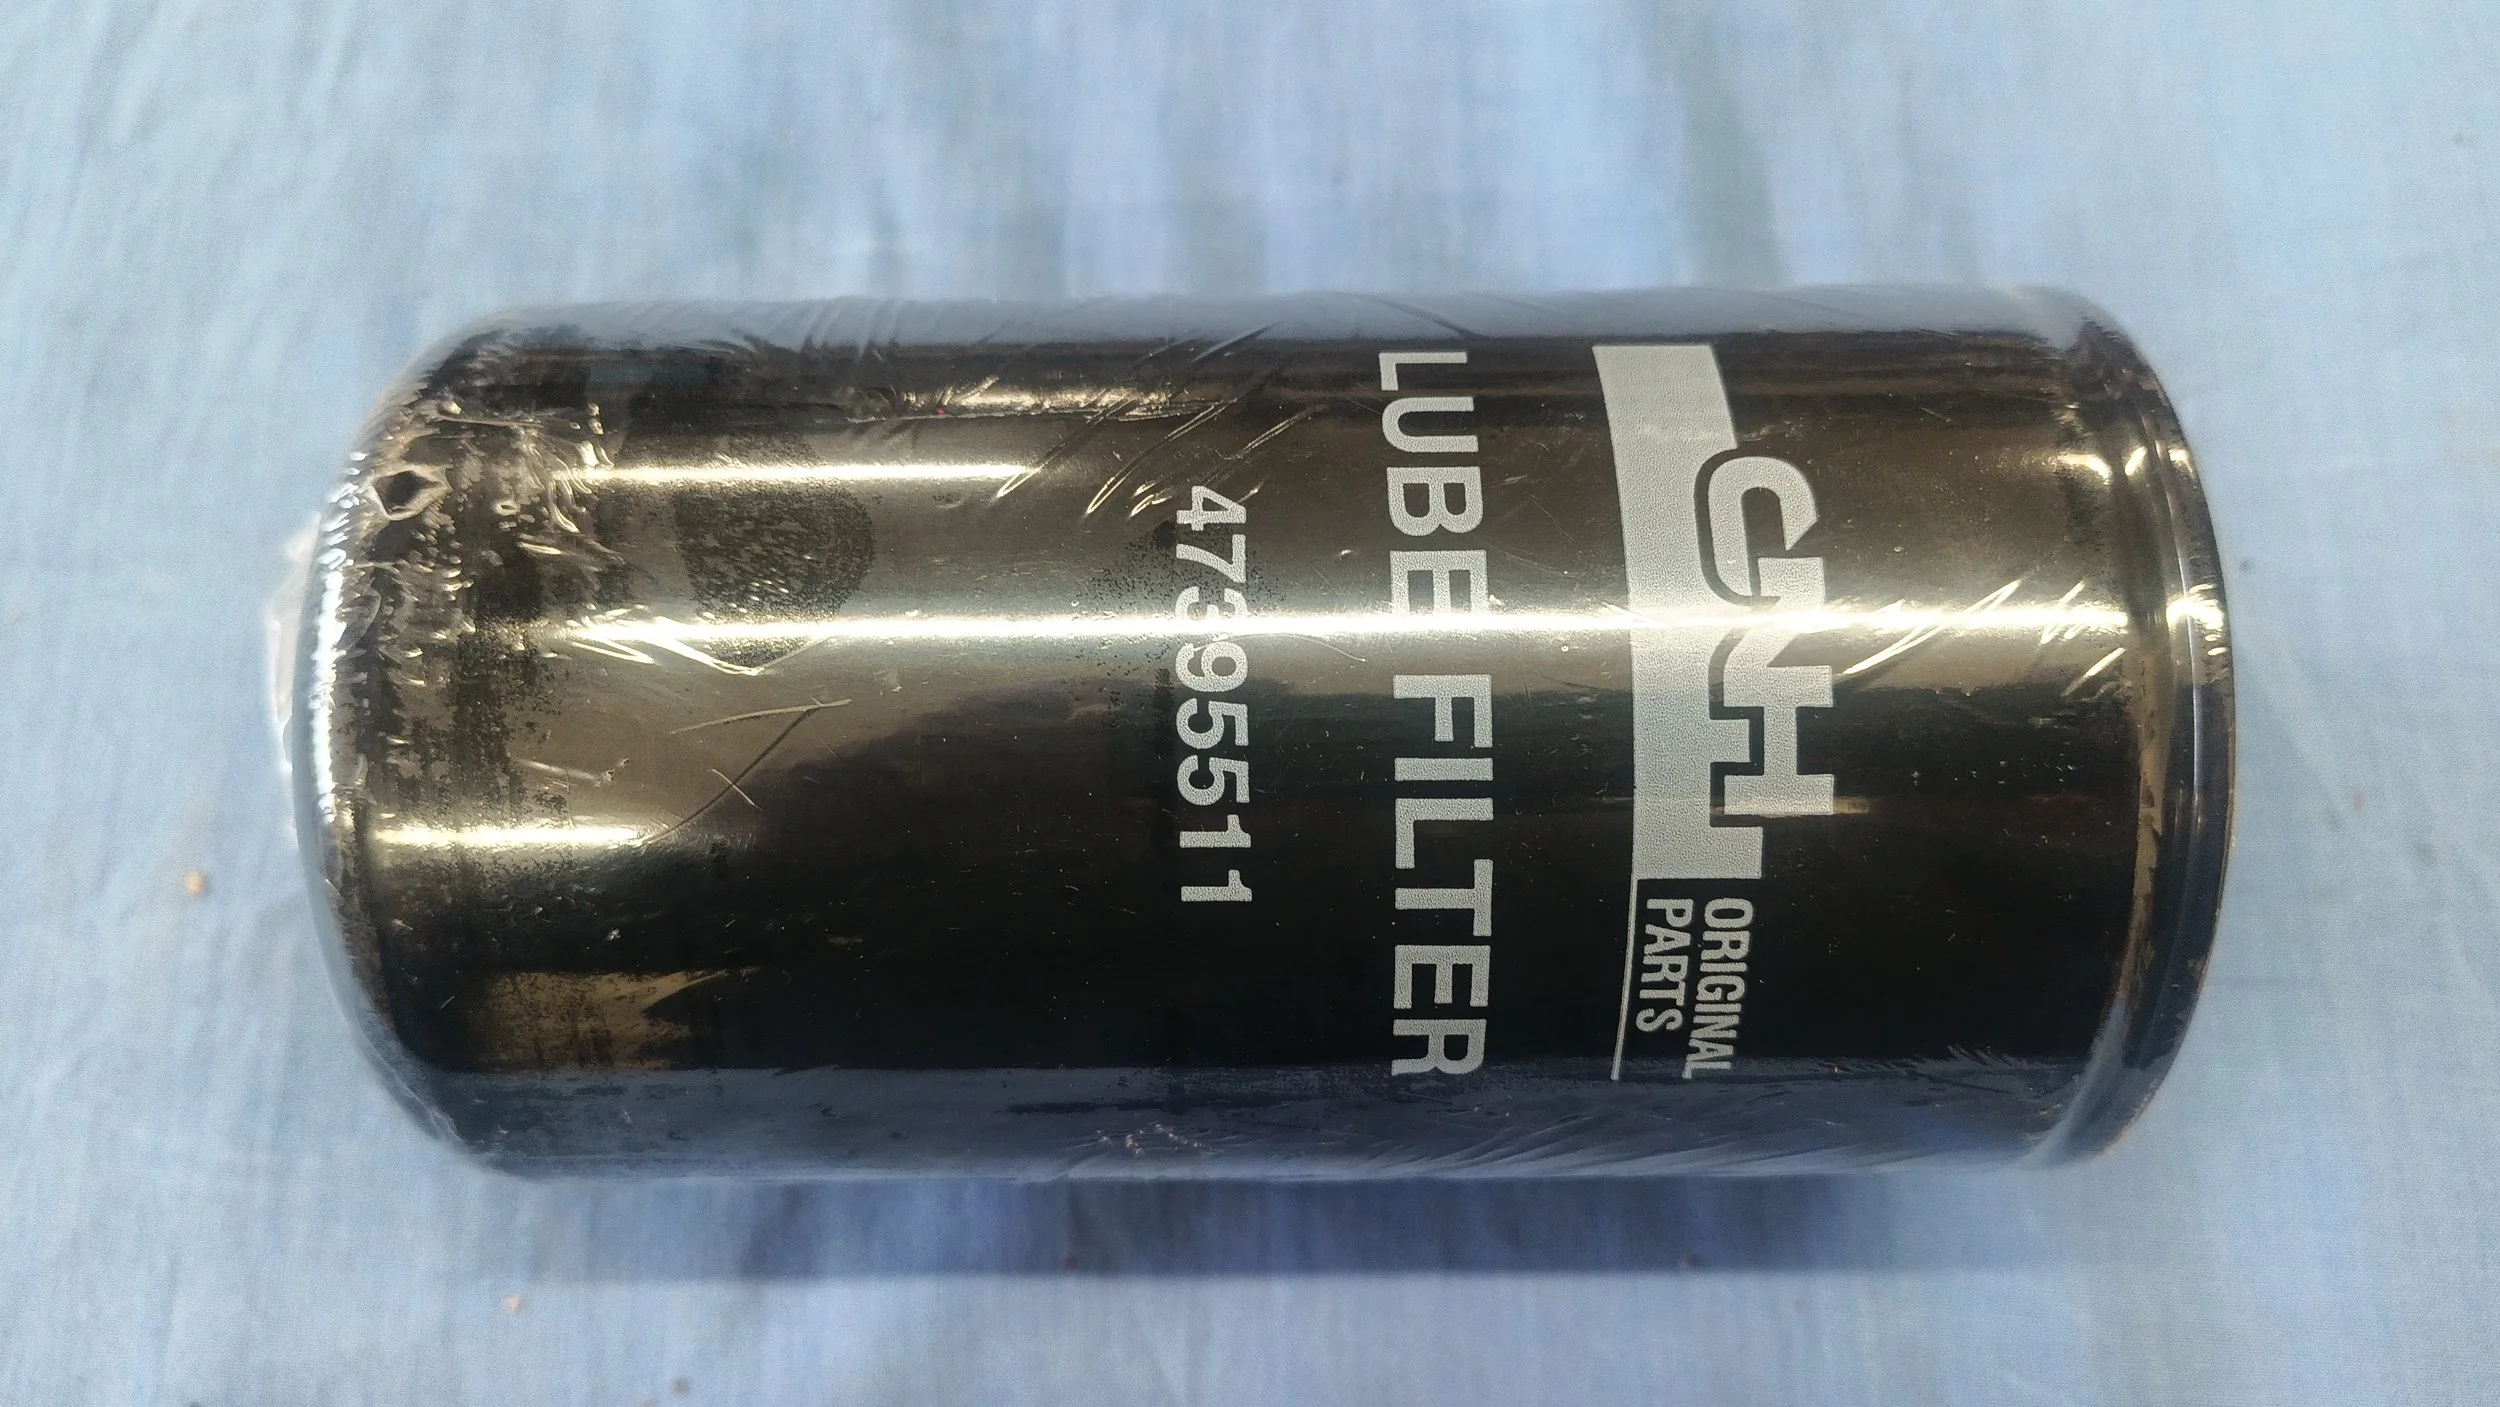 CNH
ORIGINAL
PARTS
LUBE FILTER
47395511